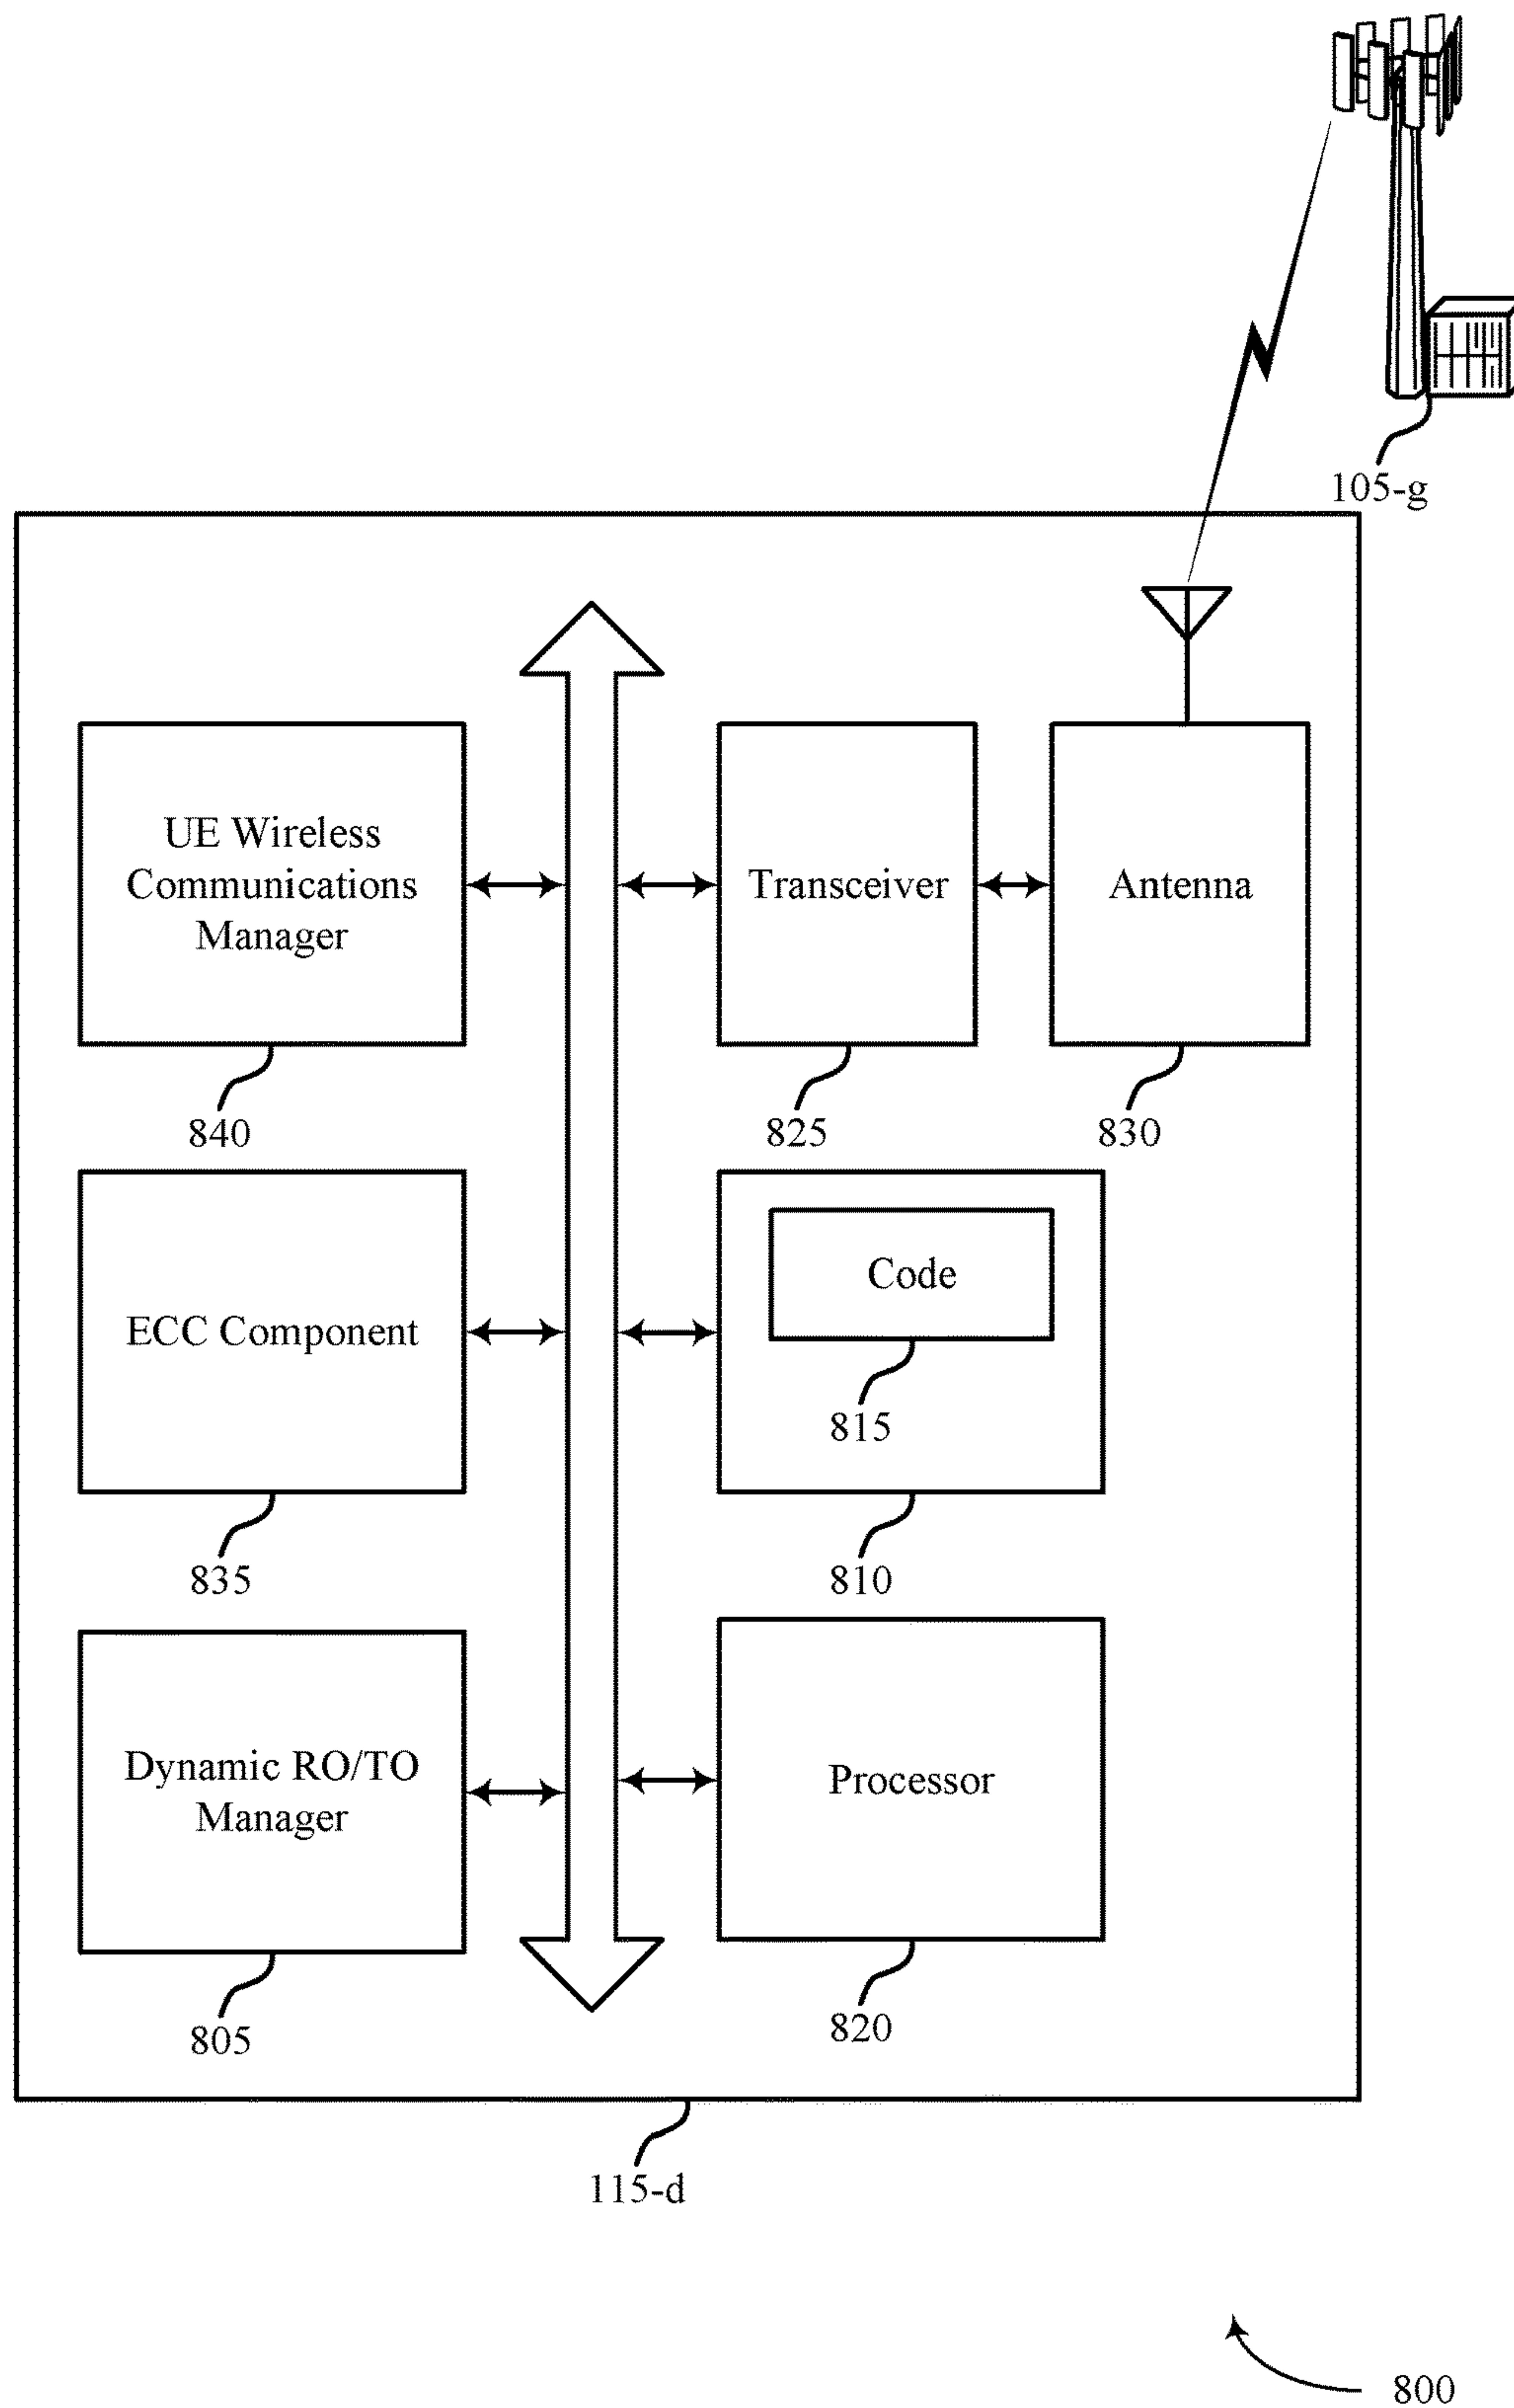 105-g
UE Wireless
Communications
Manager
Transceiver
Antenna
840
825
830
ECC Component
Code
815
835
810
Dynamic RO/TO
Manager
Processor
805
820
115-d
800